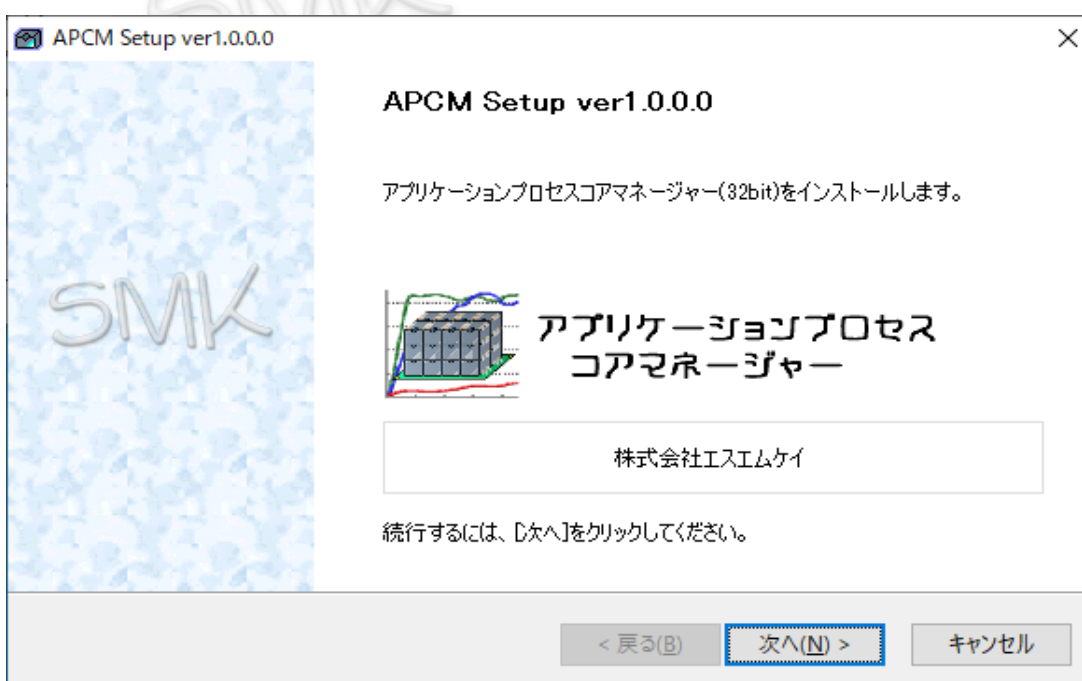 SMK
APCM Setup ver1.0.0.0
APCM Setup ver1.0.0.0
アプリケーションプロセスコアマネージャー(32bit)をインストールします。
SMK
アプリケーションプロセス
コアマネージャー
株式会社エスエムケイ
続行するには、[次へ]をクリックしてください。
< 戻る(B)
次へ(N) >
キャンセル